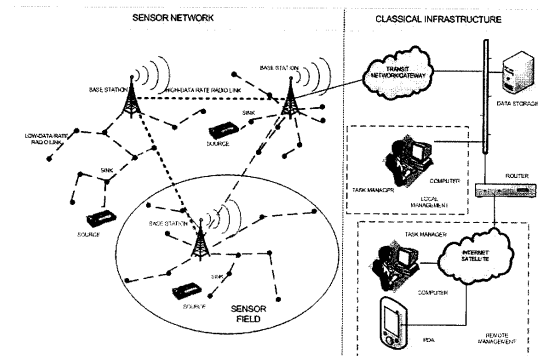 SENSOR NETWORK
CLASSICAL INFRASTRUCTURE
BASE STATION
BASE STATION
HIGH-DATA RATE RADIO LINK
TRANSIT
NETWORK/GATEWAY
DATA STORAGE
LOW-DATA-RATE
RADIO LINK
SINK
SOURCE
SINK
SOURCE
TASK MANAGER
COMPUTER
LOCAL
MANAGEMENT
ROUTER
BASE STATION
SINK
SOURCE
SENSOR
FIELD
TASK MANAGER
INTERNET
SATELLITE
COMPUTER
PDA
REMOTE
MANAGEMENT